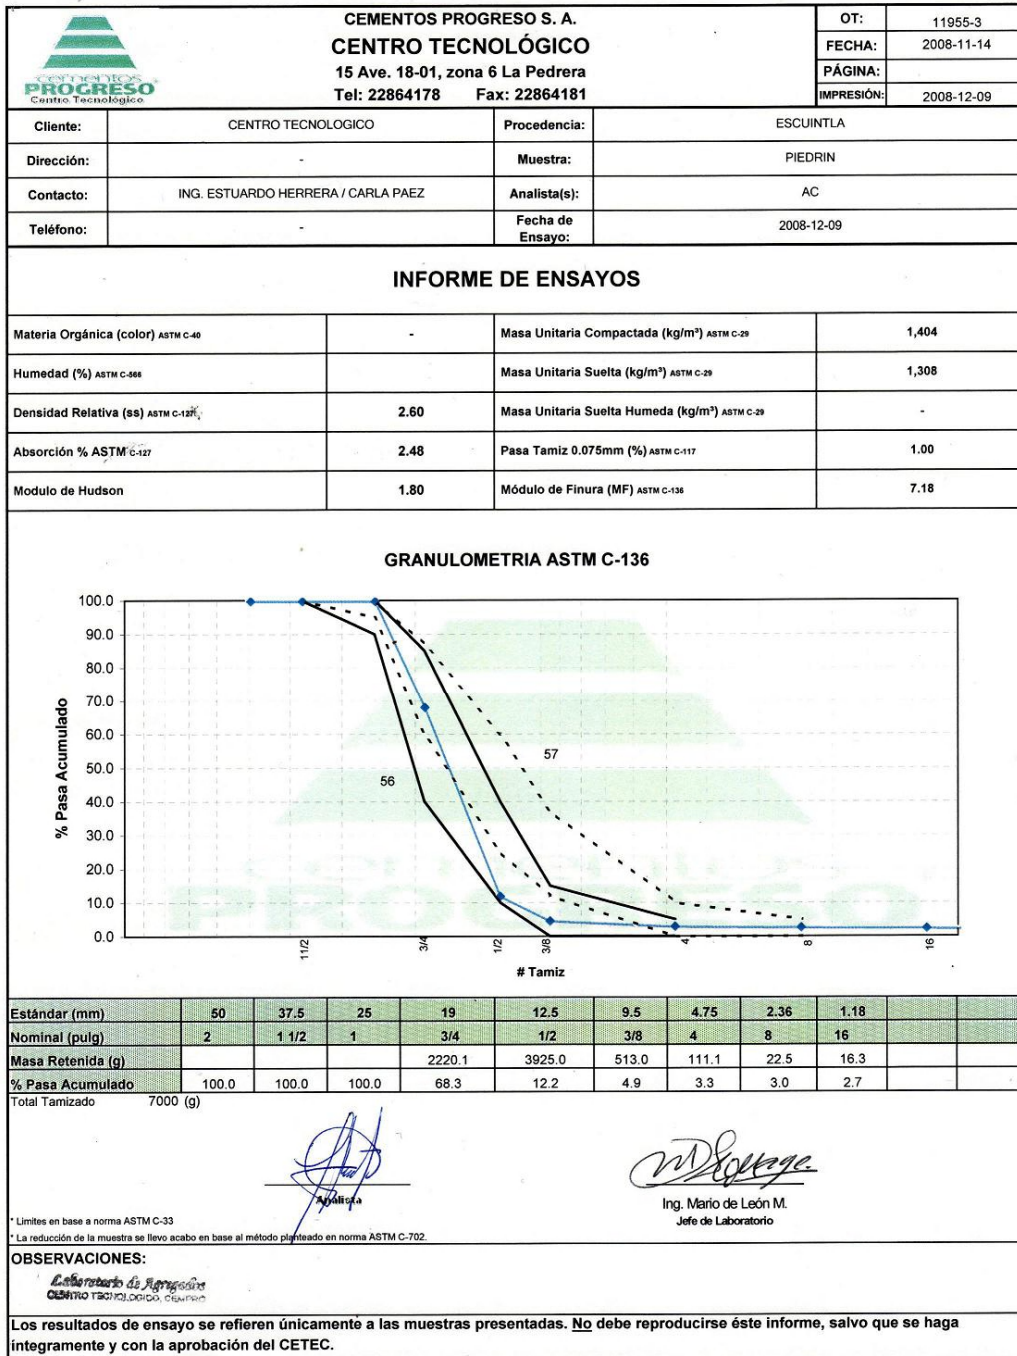 cementos
PROGRESO
Centro Tecnológico
CEMENTOS PROGRESO S. A.
CENTRO TECNOLÓGICO
15 Ave. 18-01, zona 6 La Pedrera
Tel: 22864178 Fax: 22864181
OT: 11955-3
FECHA: 2008-11-14
PÁGINA:
IMPRESIÓN: 2008-12-09
Cliente: CENTRO TECNOLOGICO Procedencia: ESCUINTLA
Dirección: - Muestra: PIEDRIN
Contacto: ING. ESTUARDO HERRERA / CARLA PAEZ Analista(s): AC
Teléfono: - Fecha de Ensayo: 2008-12-09
INFORME DE ENSAYOS
Materia Orgánica (color) ASTM C-40 - Masa Unitaria Compactada (kg/m³) ASTM C-29 1,404
Humedad (%) ASTM C-566 Masa Unitaria Suelta (kg/m³) ASTM C-29 1,308
Densidad Relativa (ss) ASTM 2.60 Masa Unitaria Suelta Humeda (kg/m³) ASTM C-29 -
Absorción % ASTM C-127 2.48 Pasa Tamiz 0.075mm (%) ASTM C-117 1.00
Modulo de Hudson 1.80 Módulo de Finura (MF) ASTM C-136 7.18
GRANULOMETRIA ASTM C-136
% Pasa Acumulado
100.0
90.0
80.0
70.0
60.0
50.0
40.0
30.0
20.0
10.0
0.0
56
57
PROGRESO
11/2 3/4 1/2 3/8 4 8 16
# Tamiz
Estándar (mm) 50 37.5 25 19 12.5 9.5 4.75 2.36 1.18
Nominal (pulg) 2 1 1/2 1 3/4 1/2 3/8 4 8 16
Masa Retenida (g) 2220.1 3925.0 513.0 111.1 22.5 16.3
% Pasa Acumulado 100.0 100.0 100.0 68.3 12.2 4.9 3.3 3.0 2.7
Total Tamizado 7000 (g)
Analista
Ing. Mario de León M.
Jefe de Laboratorio
* Limites en base a norma ASTM C-33
* La reducción de la muestra se llevo acabo en base al método planteado en norma ASTM C-702.
OBSERVACIONES:
Laboratorio de Agregados
CENTRO TECNOLOGICO, CEMPRO
Los resultados de ensayo se refieren únicamente a las muestras presentadas. No debe reproducirse éste informe, salvo que se haga
íntegramente y con la aprobación del CETEC.